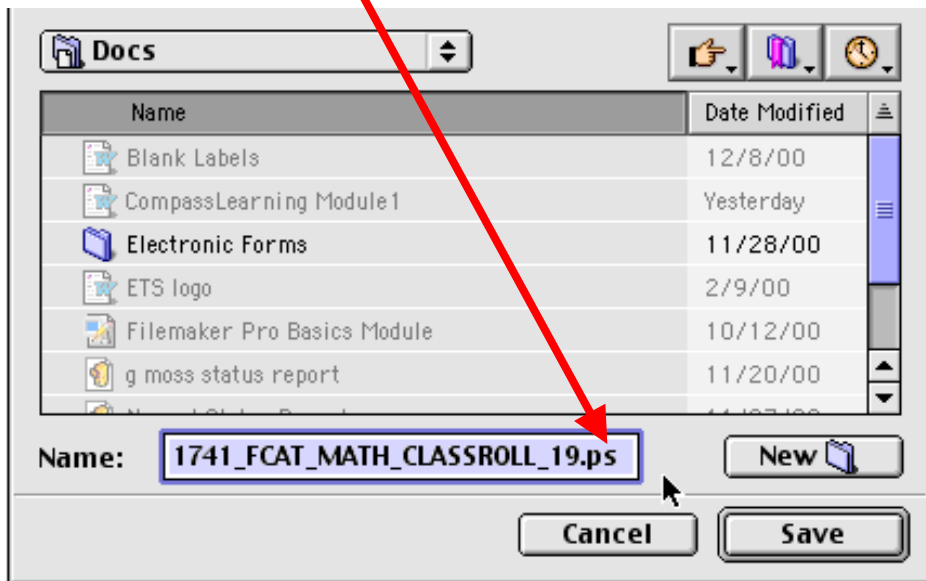 Docs
Name Date Modified
Blank Labels 12/8/00
CompassLearning Module1 Yesterday
Electronic Forms 11/28/00
ETS logo 2/9/00
Filemaker Pro Basics Module 10/12/00
g moss status report 11/20/00
Name: 1741_FCAT_MATH_CLASSROLL_19.ps New
Cancel Save